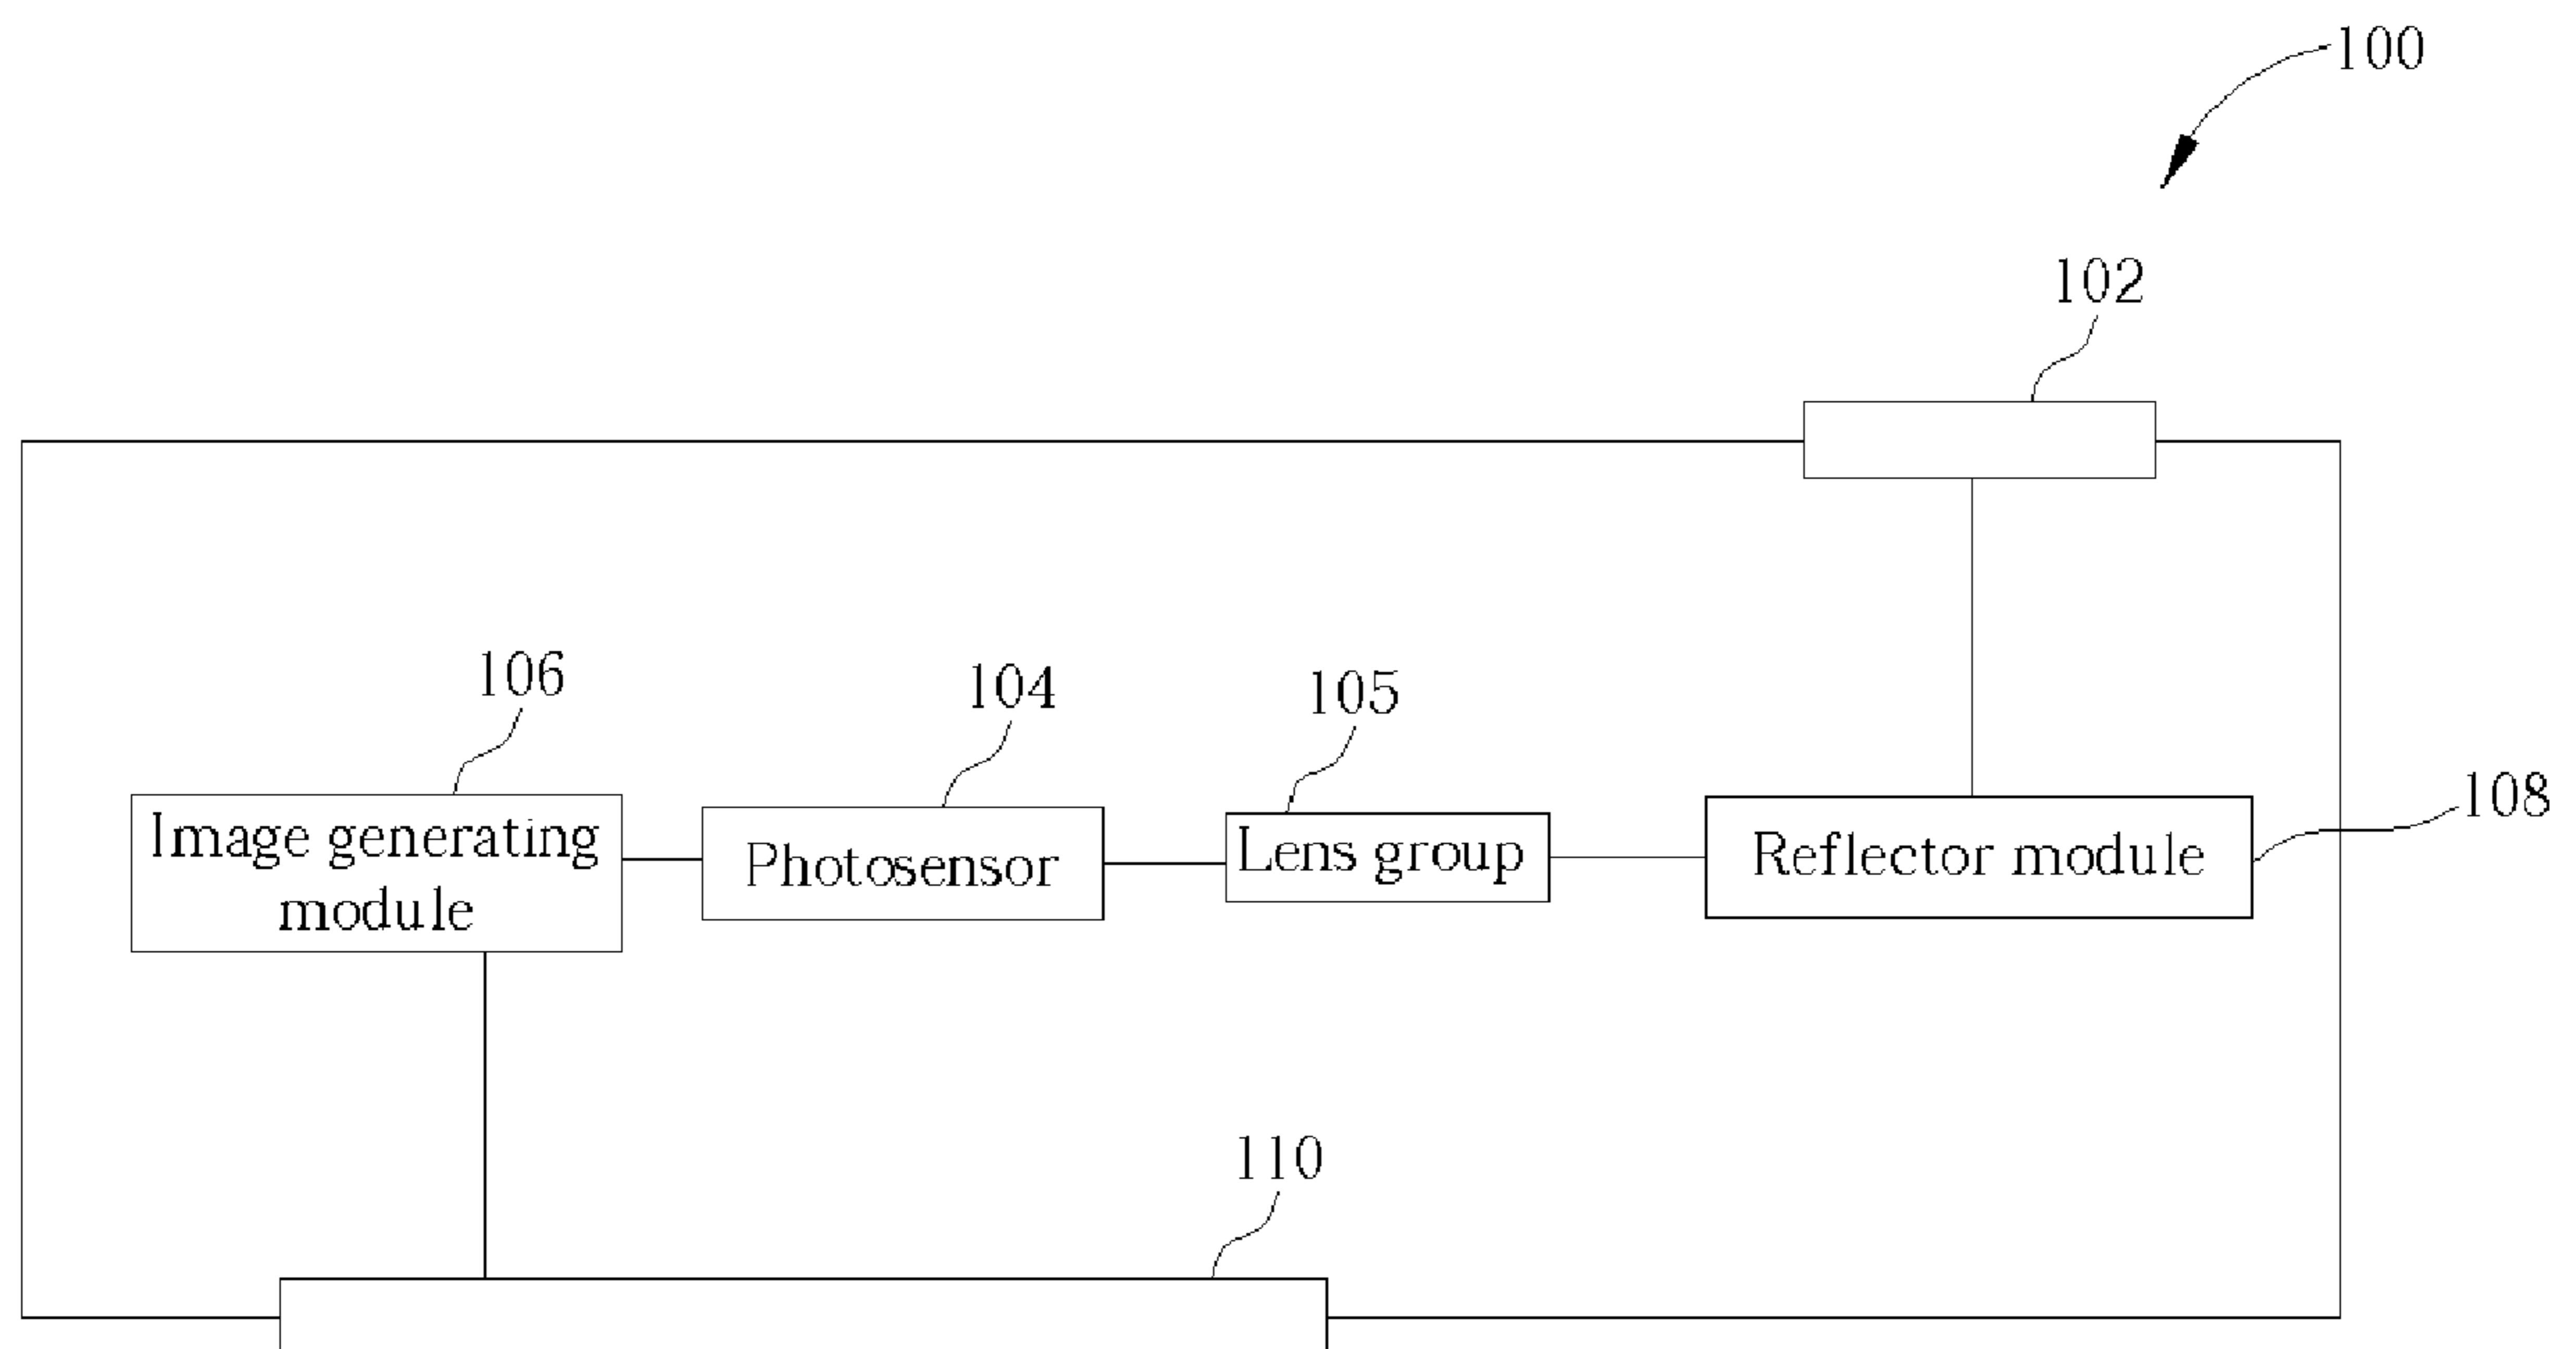 100
102
106
104
105
108
Image generating
module
Photosensor
Lens group
Reflector module
110